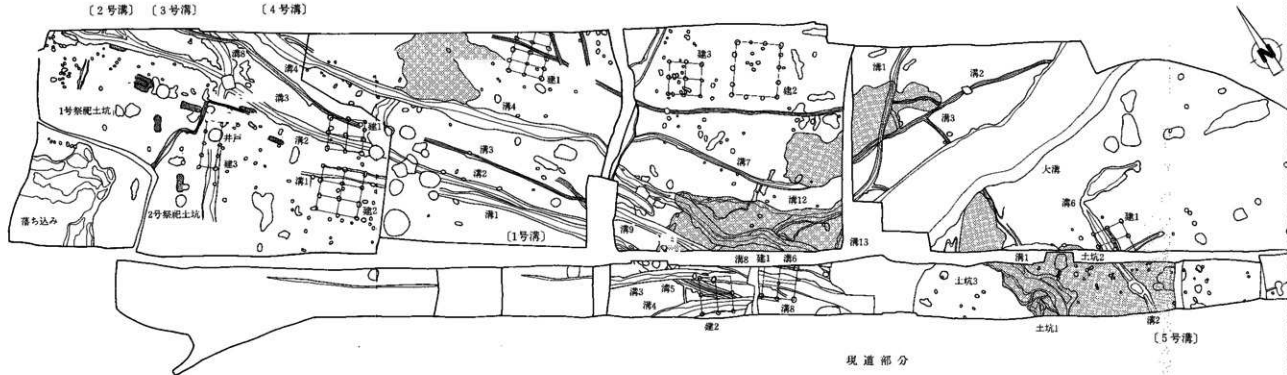 〔2号溝〕 〔3号溝〕 〔4号溝〕
溝8
溝4
建1
建3
溝1
溝2
溝3
溝4
建2
溝3
1号祭祀土坑
井戸
溝2
建1
溝3
溝7
大溝
建3
溝1
溝2
溝6
2号祭祀土坑
建2
溝12
建1
落ち込み
溝1
溝9
〔1号溝〕
溝13
溝8 建1 溝6
溝1
土坑2
溝3
溝5
土坑3
溝4
溝8
建2
土坑1
溝2
〔5号溝〕
現道部分